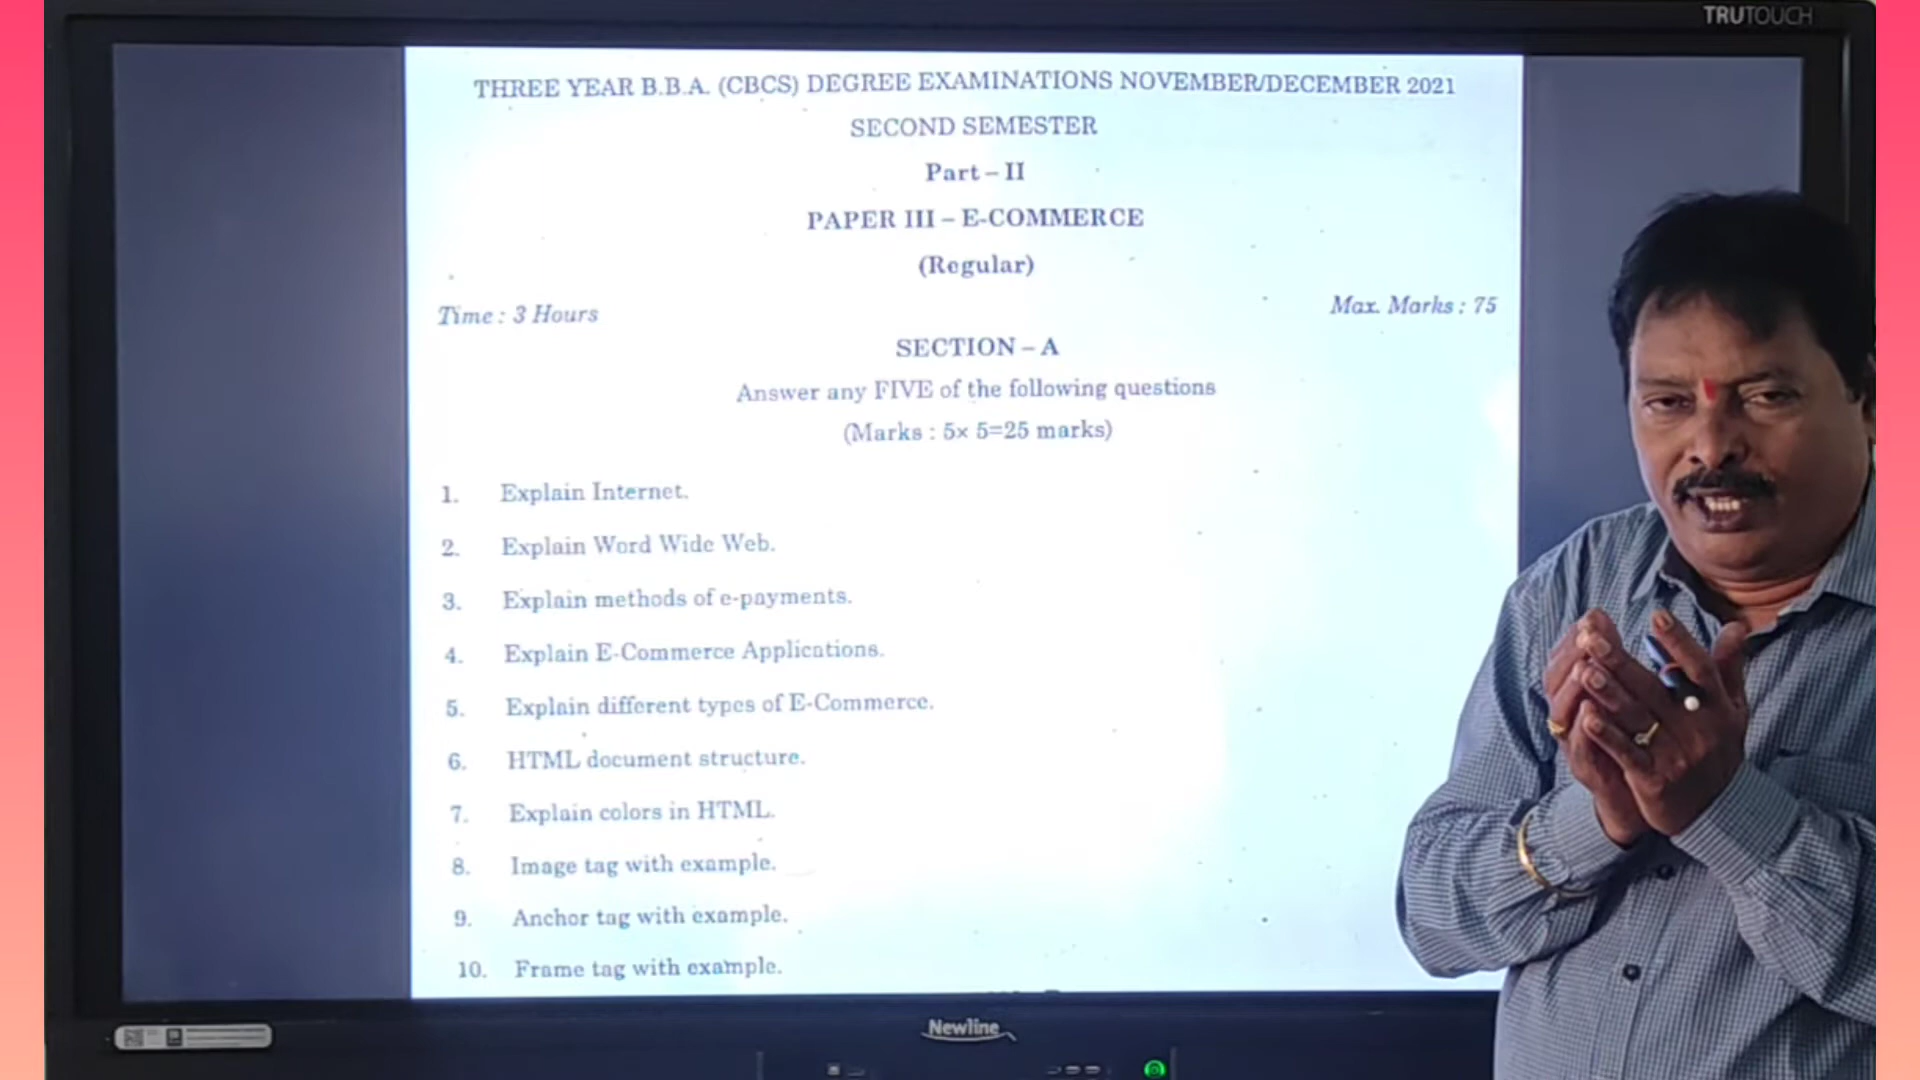 TRUTOUCH
THREE YEAR B.B.A. (CBCS) DEGREE EXAMINATIONS NOVEMBER/DECEMBER 2021
SECOND SEMESTER
Part – II
PAPER III – E-COMMERCE
(Regular)
Time : 3 Hours
Max. Marks : 75
SECTION – A
Answer any FIVE of the following questions
(Marks : 5× 5=25 marks)
1. Explain Internet.
2. Explain Word Wide Web.
3. Explain methods of e-payments.
4. Explain E-Commerce Applications.
5. Explain different types of E-Commerce.
6. HTML document structure.
7. Explain colors in HTML.
8. Image tag with example.
9. Anchor tag with example.
10. Frame tag with example.
Newline